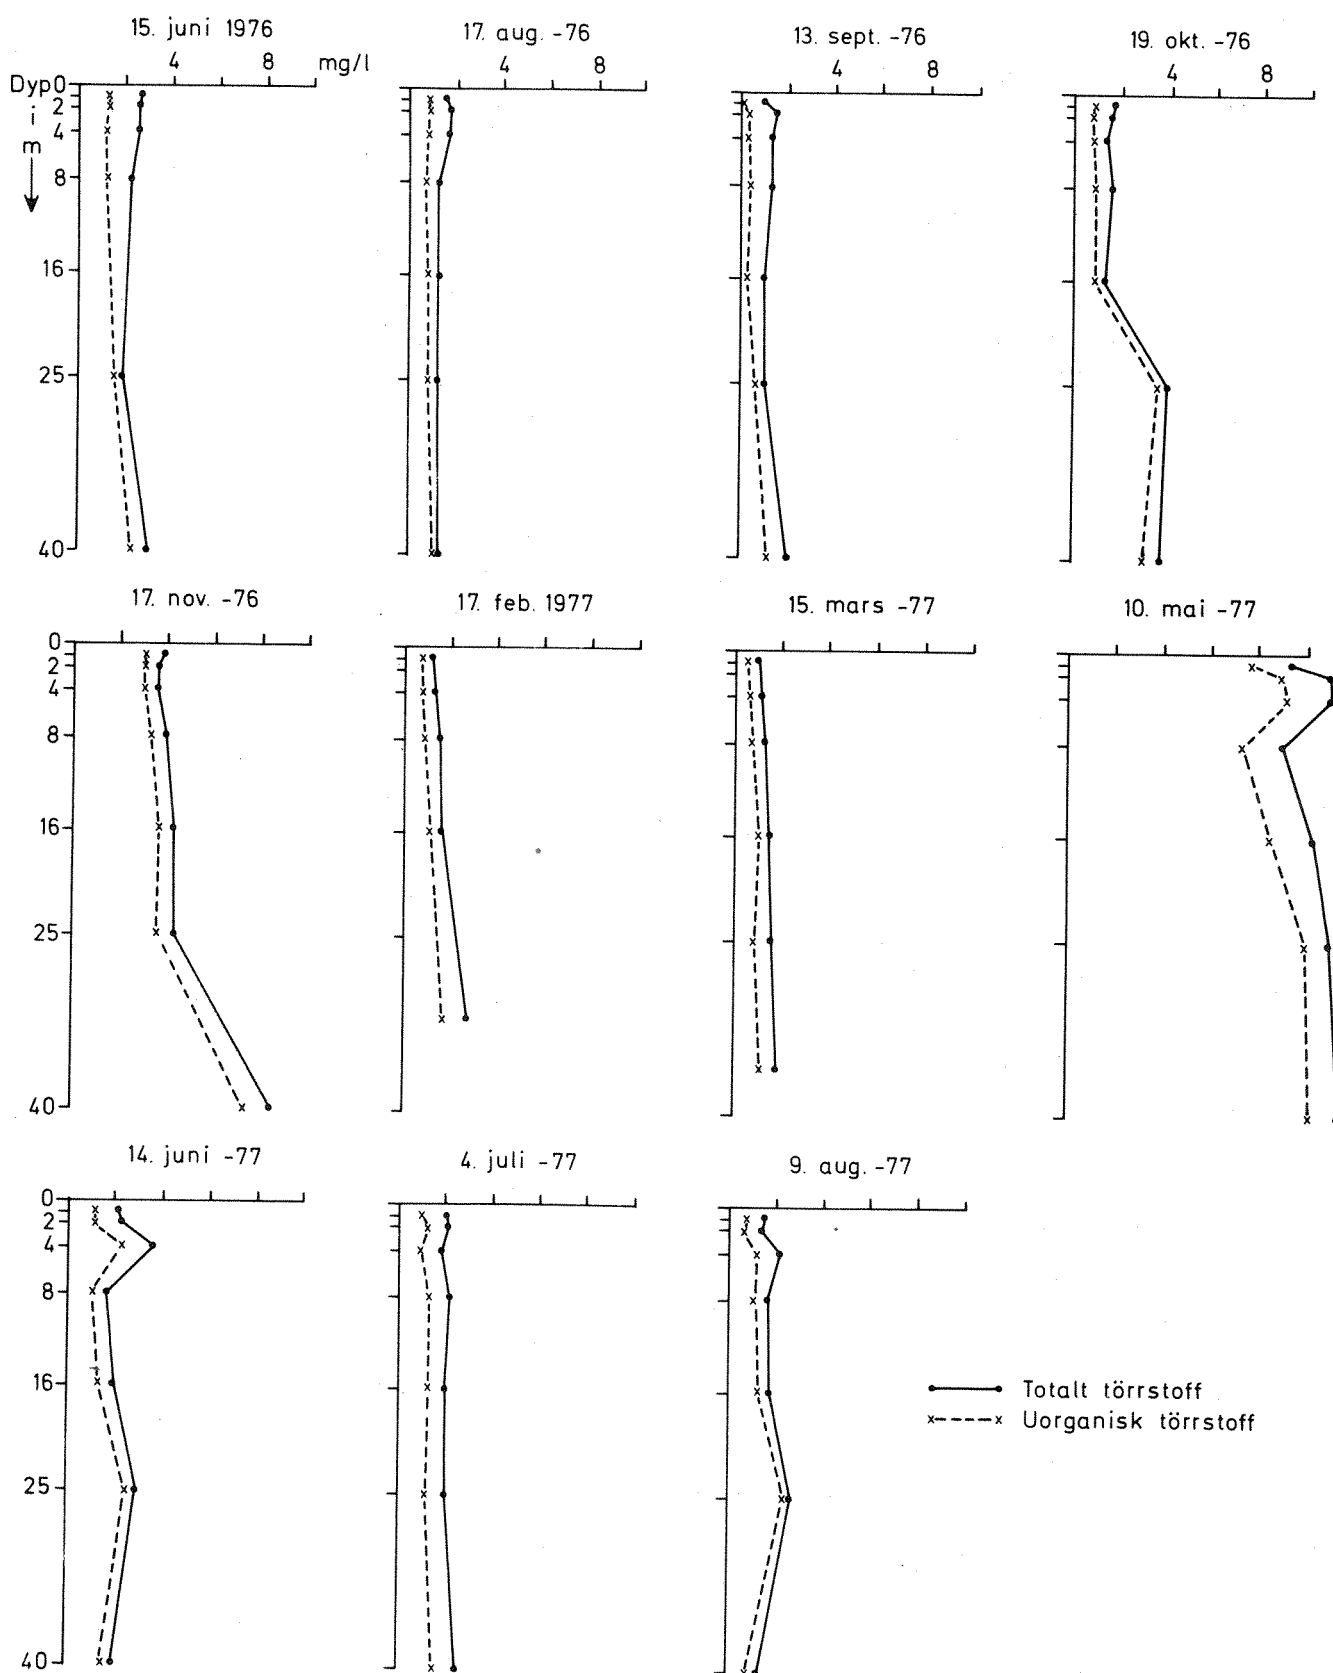 15. juni 1976
17. aug. -76
13. sept. -76
19. okt. -76
4 8 mg/l
4 8
4 8
4 8
Dyp 0
i
m
2
4
8
16
25
40
17. nov. -76
17. feb. 1977
15. mars -77
10. mai -77
0
2
4
8
16
25
40
14. juni -77
4. juli -77
9. aug. -77
0
2
4
8
16
25
40
Totalt törrstoff
Uorganisk törrstoff